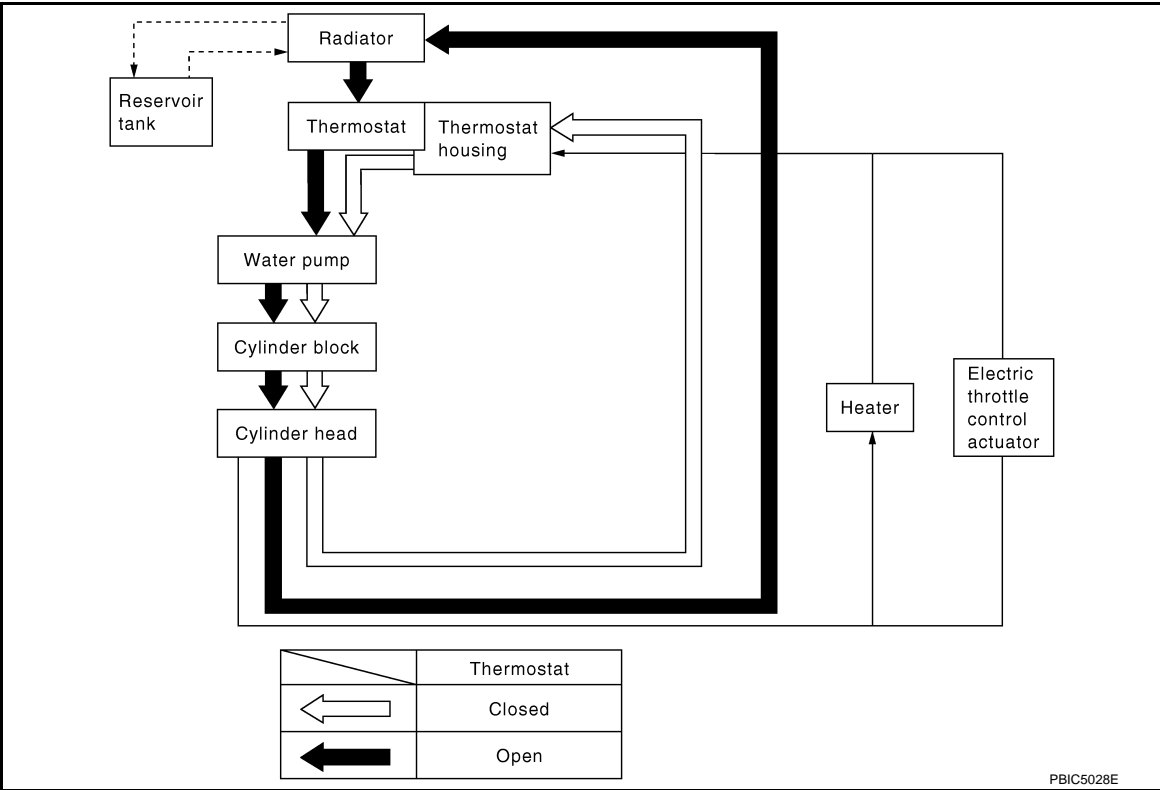 Radiator
Reservoir
tank
Thermostat
Thermostat
housing
Water pump
Cylinder block
Cylinder head
Heater
Electric
throttle
control
actuator
Thermostat
Closed
Open
PBIC5028E